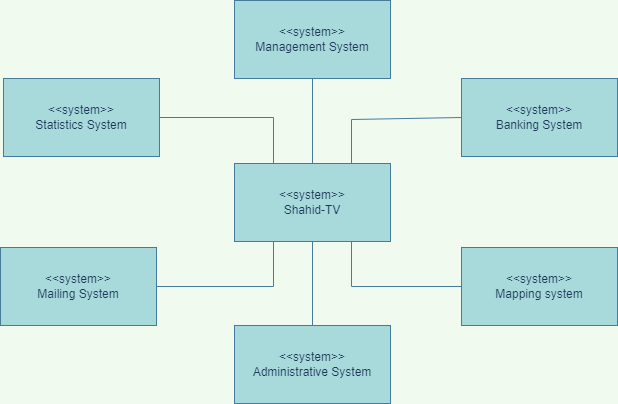 <<system>>
Management System
<<system>>
Statistics System
<<system>>
Banking System
<<system>>
Shahid-TV
<<system>>
Mailing System
<<system>>
Mapping system
<<system>>
Administrative System